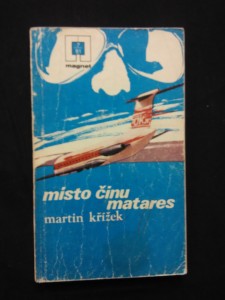 magnet
místo činu
matares
martin křížek